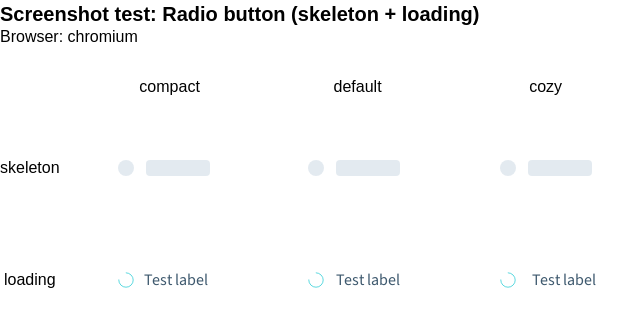 Screenshot test: Radio button (skeleton + loading)
Browser: chromium
compact default cozy
skeleton
loading Test label Test label Test label